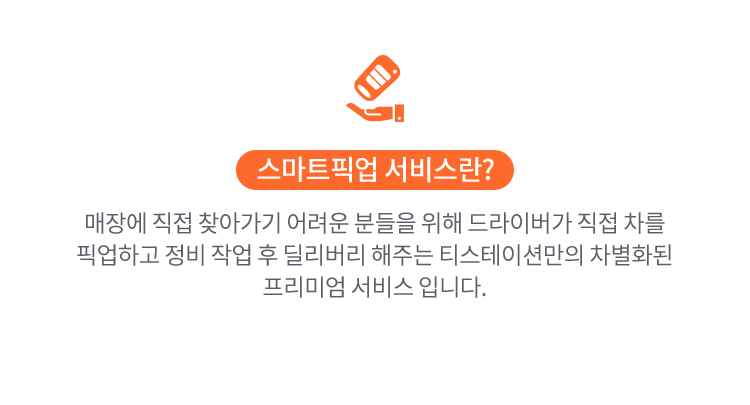 스마트픽업 서비스란?
매장에 직접 찾아가기 어려운 분들을 위해 드라이버가 직접 차를
픽업하고 정비 작업 후 딜리버리 해주는 티스테이션만의 차별화된
프리미엄 서비스 입니다.